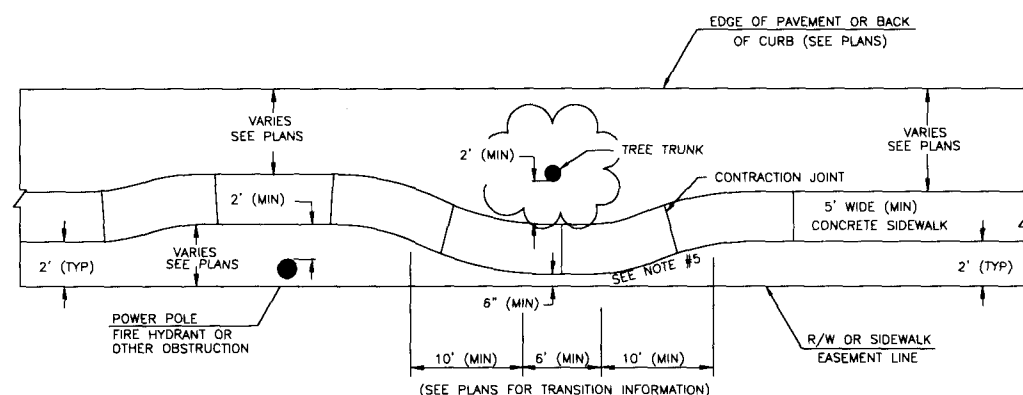 EDGE OF PAVEMENT OR BACK
OF CURB (SEE PLANS)
VARIES
SEE PLANS
2' (MIN)
TREE TRUNK
VARIES
SEE PLANS
CONTRACTION JOINT
2' (MIN)
5' WIDE (MIN)
CONCRETE SIDEWALK
4
2' (TYP)
VARIES
SEE PLANS
SEE NOTE #5
2' (TYP)
6" (MIN)
POWER POLE
FIRE HYDRANT OR
OTHER OBSTRUCTION
R/W OR SIDEWALK
EASEMENT LINE
10' (MIN)
6' (MIN)
10' (MIN)
(SEE PLANS FOR TRANSITION INFORMATION)